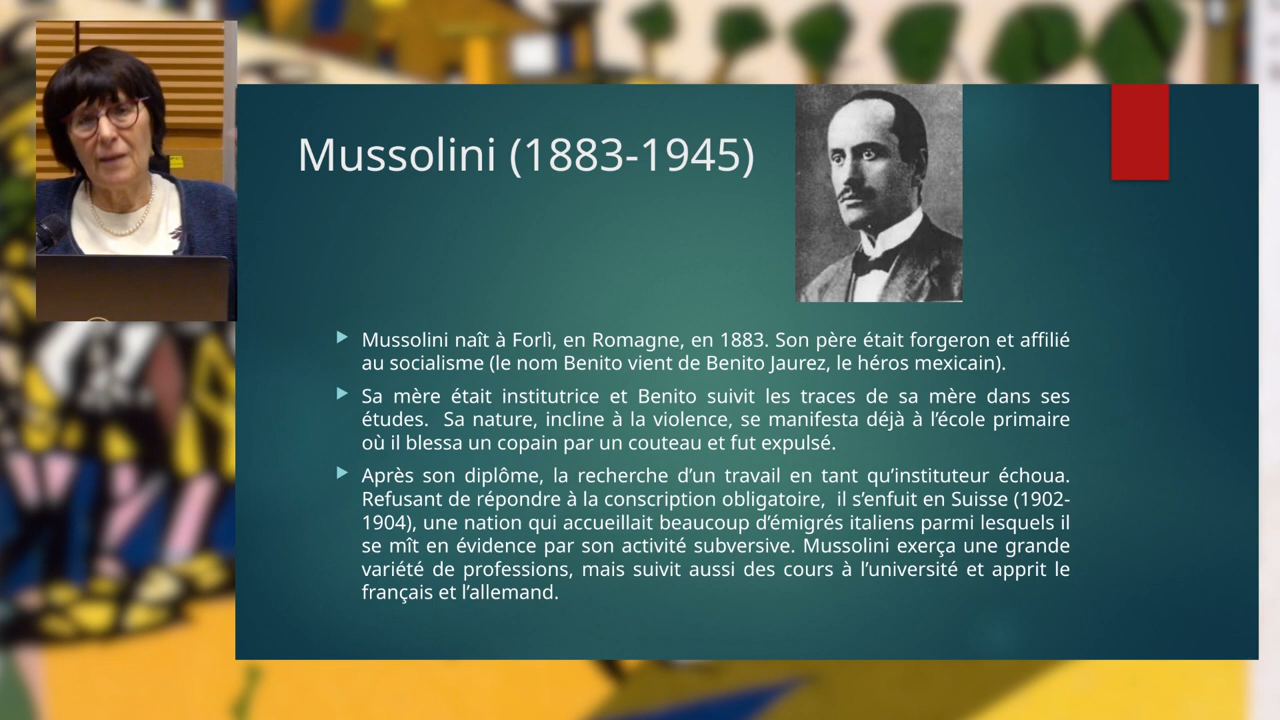 Mussolini (1883-1945)
Mussolini naît à Forlì, en Romagne, en 1883. Son père était forgeron et affilié
au socialisme (le nom Benito vient de Benito Jaurez, le héros mexicain).
Sa mère était institutrice et Benito suivit les traces de sa mère dans ses
études. Sa nature, incline à la violence, se manifesta déjà à l’école primaire
où il blessa un copain par un couteau et fut expulsé.
Après son diplôme, la recherche d’un travail en tant qu’instituteur échoua.
Refusant de répondre à la conscription obligatoire, il s’enfuit en Suisse (1902-
1904), une nation qui accueillait beaucoup d’émigrés italiens parmi lesquels il
se mît en évidence par son activité subversive. Mussolini exerça une grande
variété de professions, mais suivit aussi des cours à l’université et apprit le
français et l’allemand.